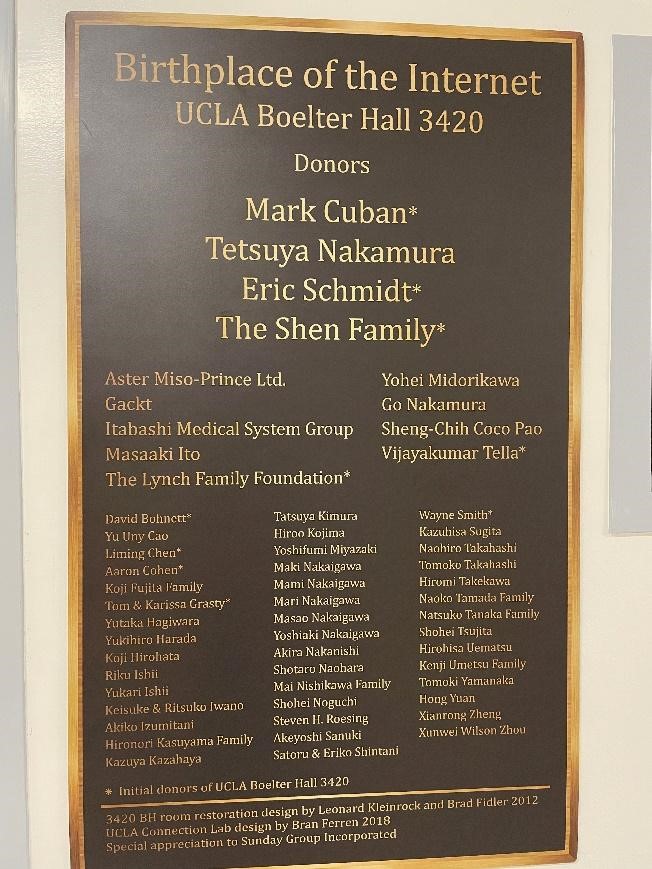 Birthplace of the Internet
UCLA Boelter Hall 3420
Donors
Mark Cuban*
Tetsuya Nakamura
Eric Schmidt*
The Shen Family*
Aster Miso-Prince Ltd.
Gackt
Itabashi Medical System Group
Masaaki Ito
The Lynch Family Foundation*
Yohei Midorikawa
Go Nakamura
Sheng-Chih Coco Pao
Vijayakumar Tella*
David Bohnett*
Yu Uny Cao
Liming Chen*
Aaron Cohen*
Koji Fujita Family
Tom & Karissa Grasty*
Yutaka Hagiwara
Yukihiro Harada
Koji Hirohata
Riku Ishii
Yukari Ishii
Keisuke & Ritsuko Iwano
Akiko Izumitani
Hironori Kasuyama Family
Kazuya Kazahaya
Tatsuya Kimura
Hiroo Kojima
Yoshifumi Miyazaki
Maki Nakaigawa
Mami Nakaigawa
Mari Nakaigawa
Masao Nakaigawa
Yoshiaki Nakaigawa
Akira Nakanishi
Shotaro Naohara
Mai Nishikawa Family
Shohei Noguchi
Steven H. Roesing
Akeyoshi Sanuki
Satoru & Eriko Shintani
Wayne Smith*
Kazuhisa Sugita
Naohiro Takahashi
Tomoko Takahashi
Hiromi Takekawa
Naoko Tamada Family
Natsuko Tanaka Family
Shohei Tsujita
Hirohisa Uematsu
Kenji Umetsu Family
Tomoki Yamanaka
Hong Yuan
Xianrong Zheng
Xunwei Wilson Zhou
* Initial donors of UCLA Boelter Hall 3420
3420 BH room restoration design by Leonard Kleinrock and Brad Fidler 2012
UCLA Connection Lab design by Bran Ferren 2018
Special appreciation to Sunday Group Incorporated